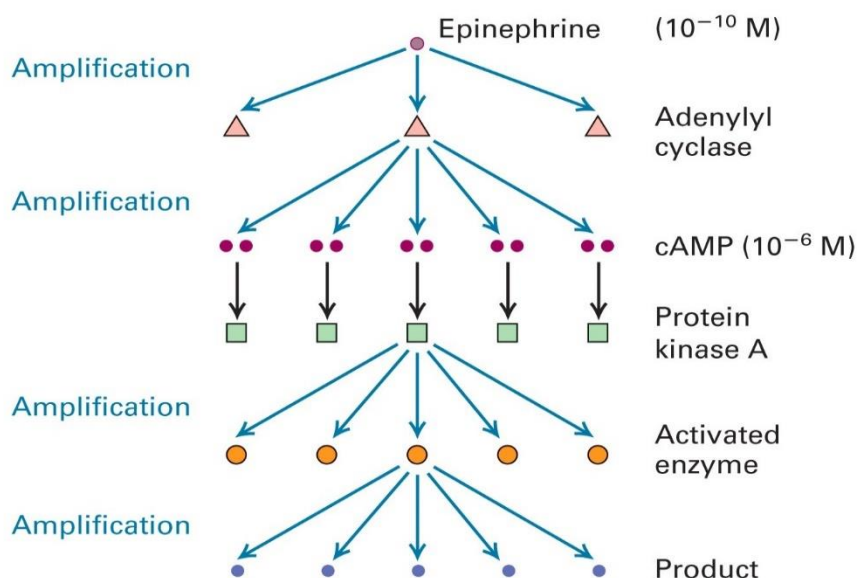 Epinephrine (10⁻¹⁰ M)
Amplification
Adenylyl
cyclase
Amplification
cAMP (10⁻⁶ M)
Protein
kinase A
Amplification
Activated
enzyme
Amplification
Product